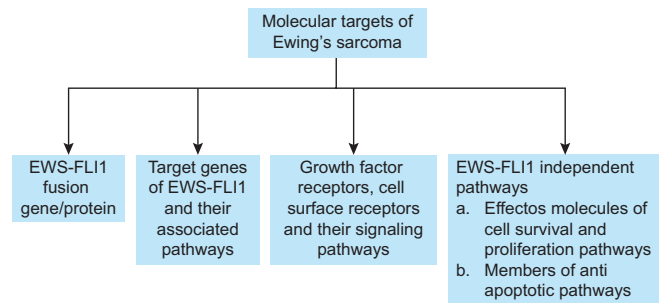 Molecular targets of
Ewing's sarcoma
EWS-FLI1
fusion
gene/protein
Target genes
of EWS-FLI1
and their
associated
pathways
Growth factor
receptors, cell
surface receptors
and their signaling
pathways
EWS-FLI1 independent
pathways
a. Effectos molecules of
cell survival and
proliferation pathways
b. Members of anti
apoptotic pathways